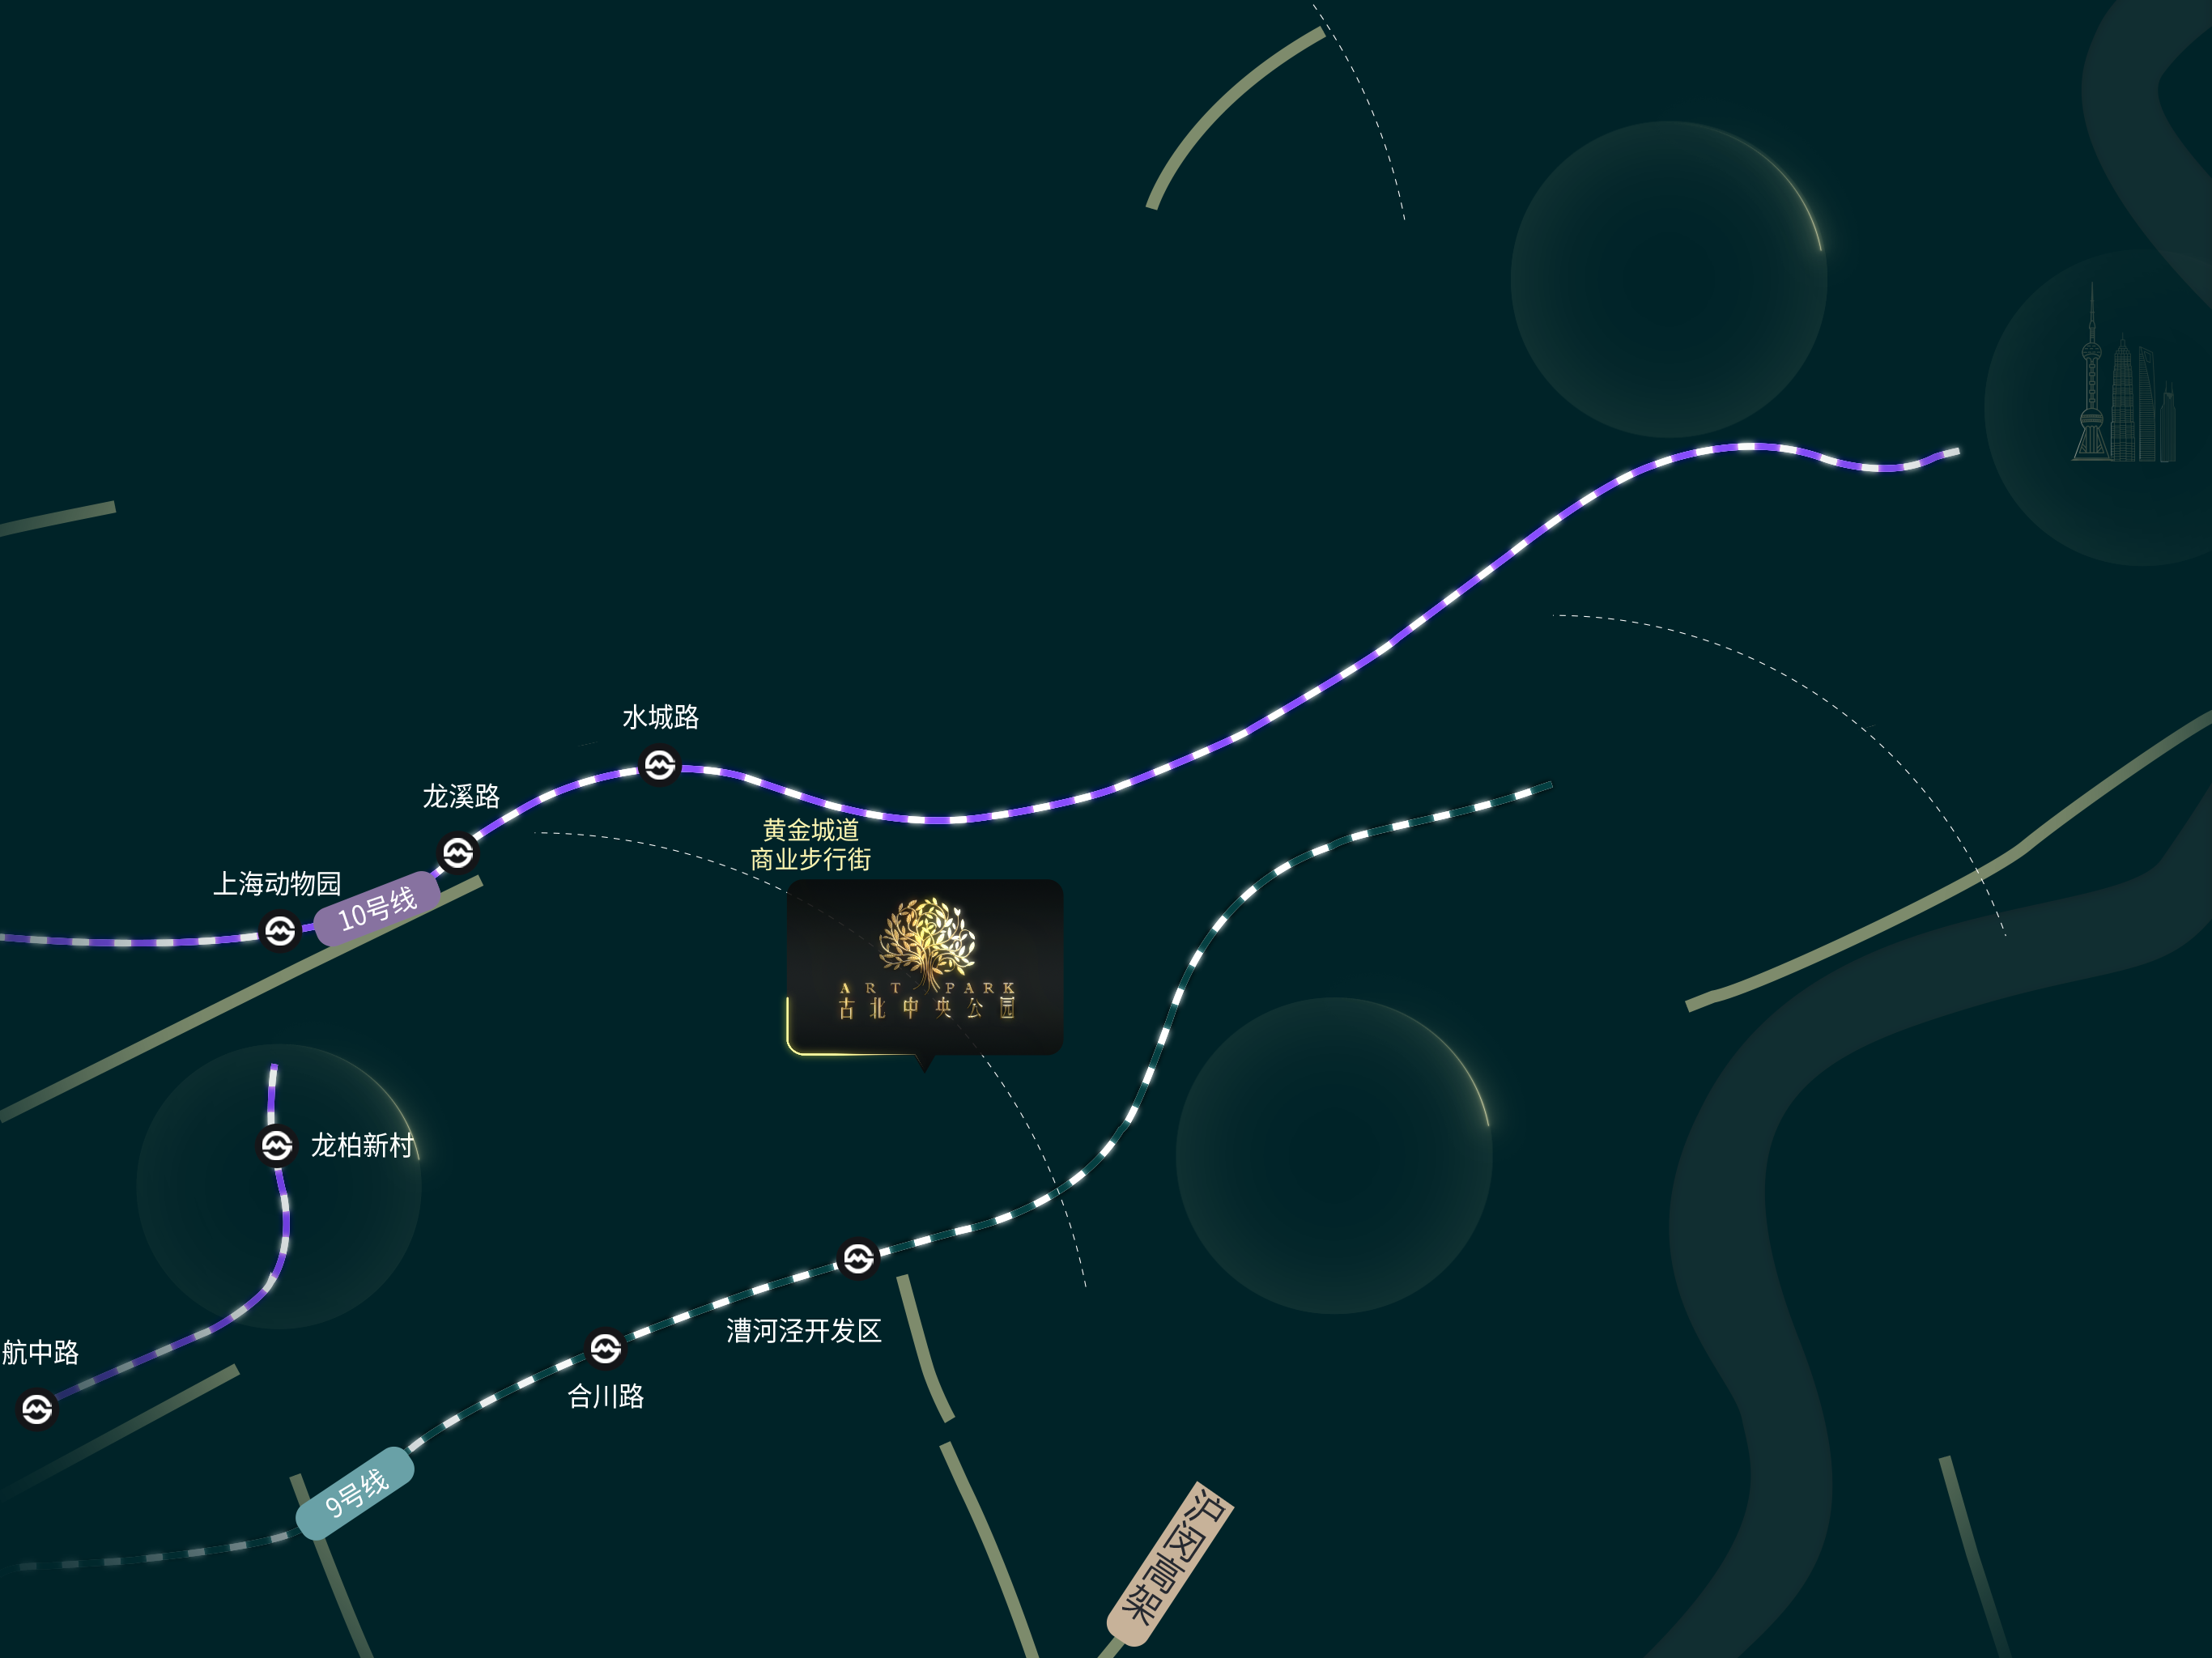 水城路
龙溪路
黄金城道
商业步行街
上海动物园
10号线
ART PARK
古北中央公园
龙柏新村
漕河泾开发区
航中路
合川路
9号线
沪闵高架